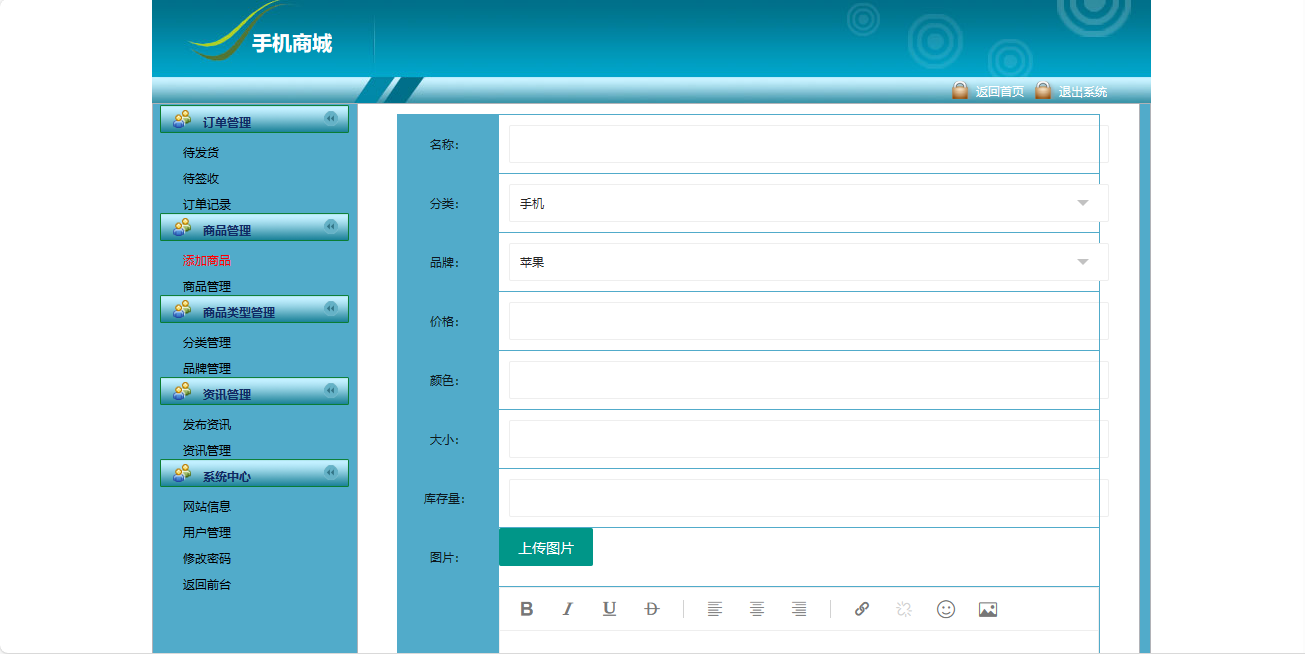 手机商城
返回首页 退出系统
订单管理
待发货
待签收
订单记录
商品管理
添加商品
商品管理
商品类型管理
分类管理
品牌管理
资讯管理
发布资讯
资讯管理
系统中心
网站信息
用户管理
修改密码
返回前台
名称:
分类: 手机
品牌: 苹果
价格:
颜色:
大小:
库存量:
图片: 上传图片
B I U D